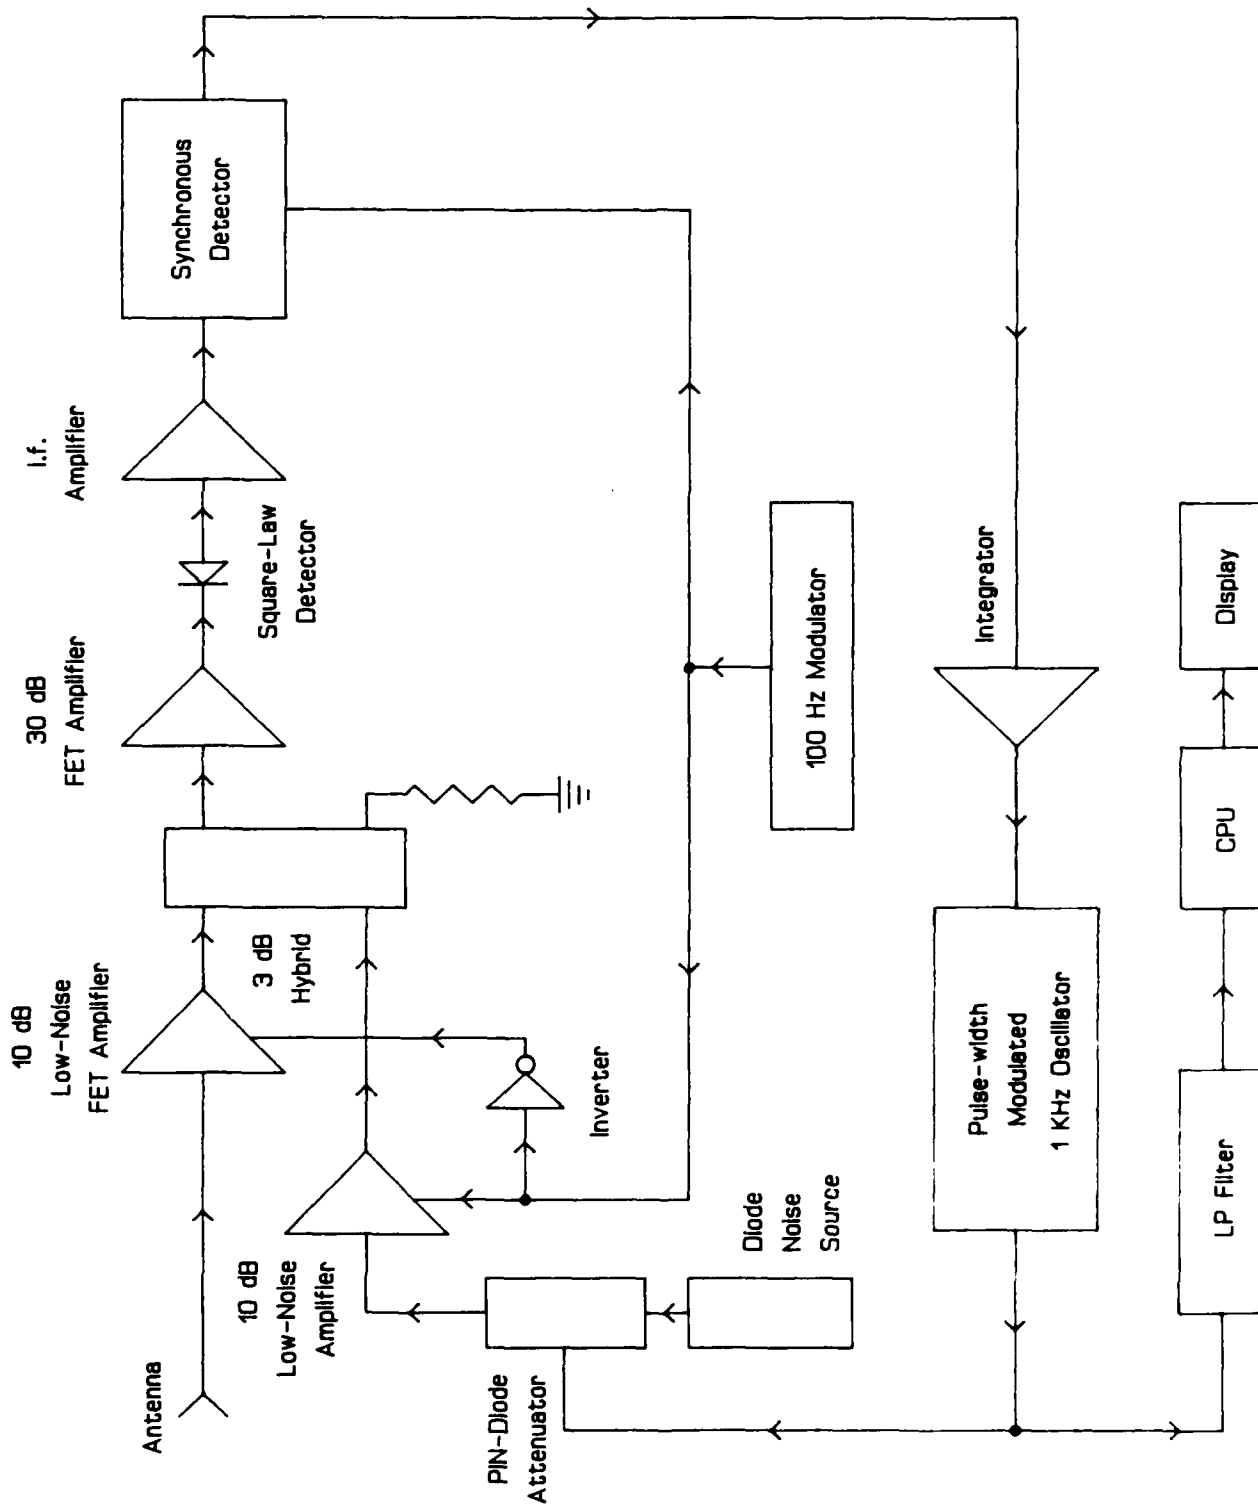 Antenna
10 dB
Low-Noise
FET Amplifier
3 dB
Hybrid
30 dB
FET Amplifier
Square-Law
Detector
i.f.
Amplifier
Synchronous
Detector
10 dB
Low-Noise
Amplifier
Inverter
PIN-Diode
Attenuator
Diode
Noise
Source
100 Hz Modulator
Integrator
Pulse-width
Modulated
1 KHz Oscillator
LP Filter
CPU
Display